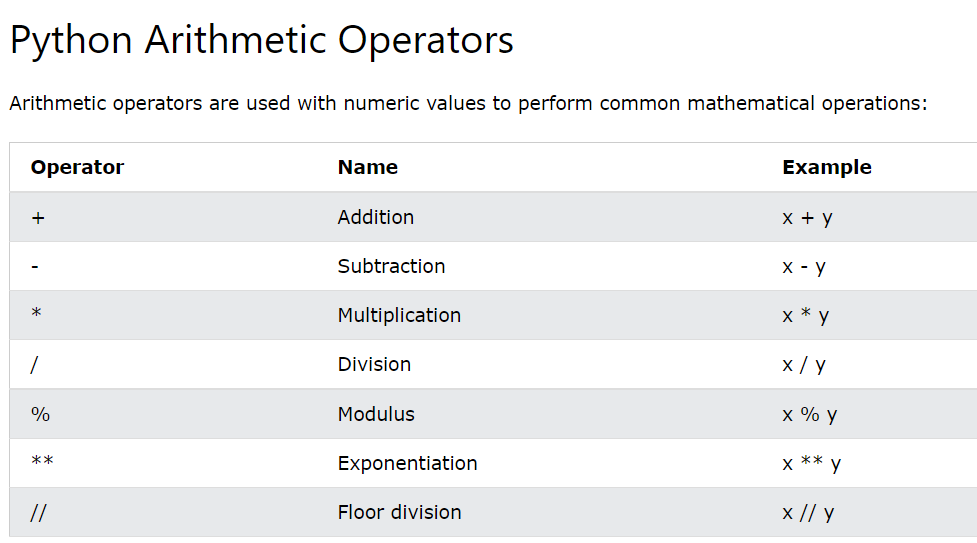 Python Arithmetic Operators
Arithmetic operators are used with numeric values to perform common mathematical operations:
Operator Name Example
+ Addition x + y
- Subtraction x - y
* Multiplication x * y
/ Division x / y
% Modulus x % y
** Exponentiation x ** y
// Floor division x // y